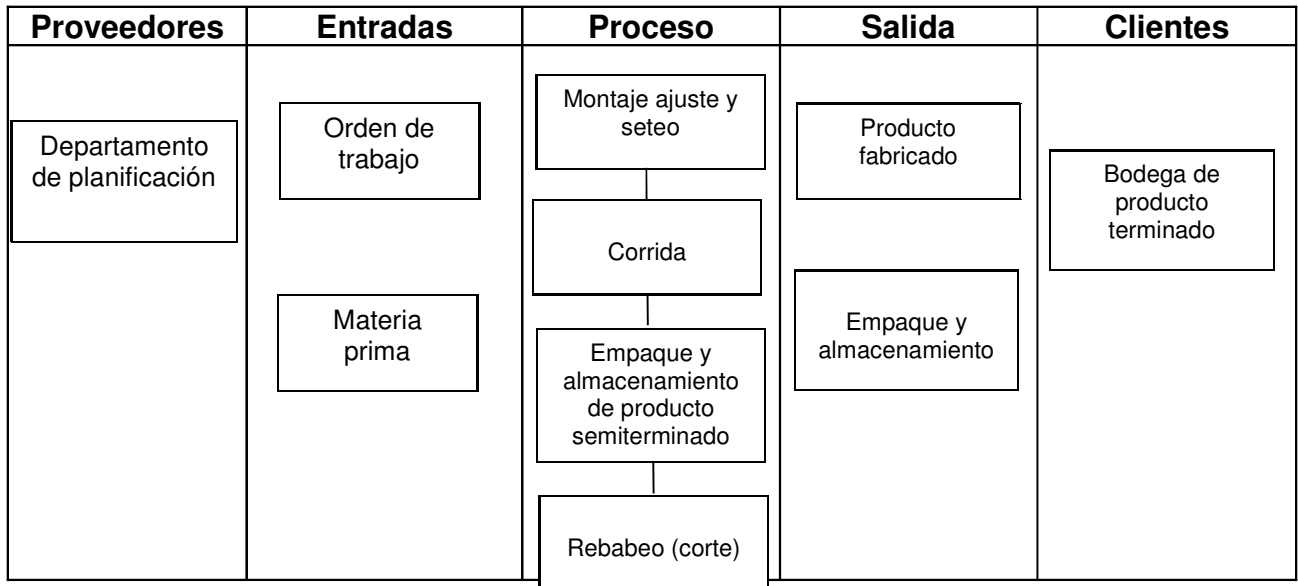 Proveedores
Entradas
Proceso
Salida
Clientes
Departamento
de planificación
Orden de
trabajo
Materia
prima
Montaje ajuste y
seteo
Corrida
Empaque y
almacenamiento
de producto
semiterminado
Rebabeo (corte)
Producto
fabricado
Empaque y
almacenamiento
Bodega de
producto
terminado